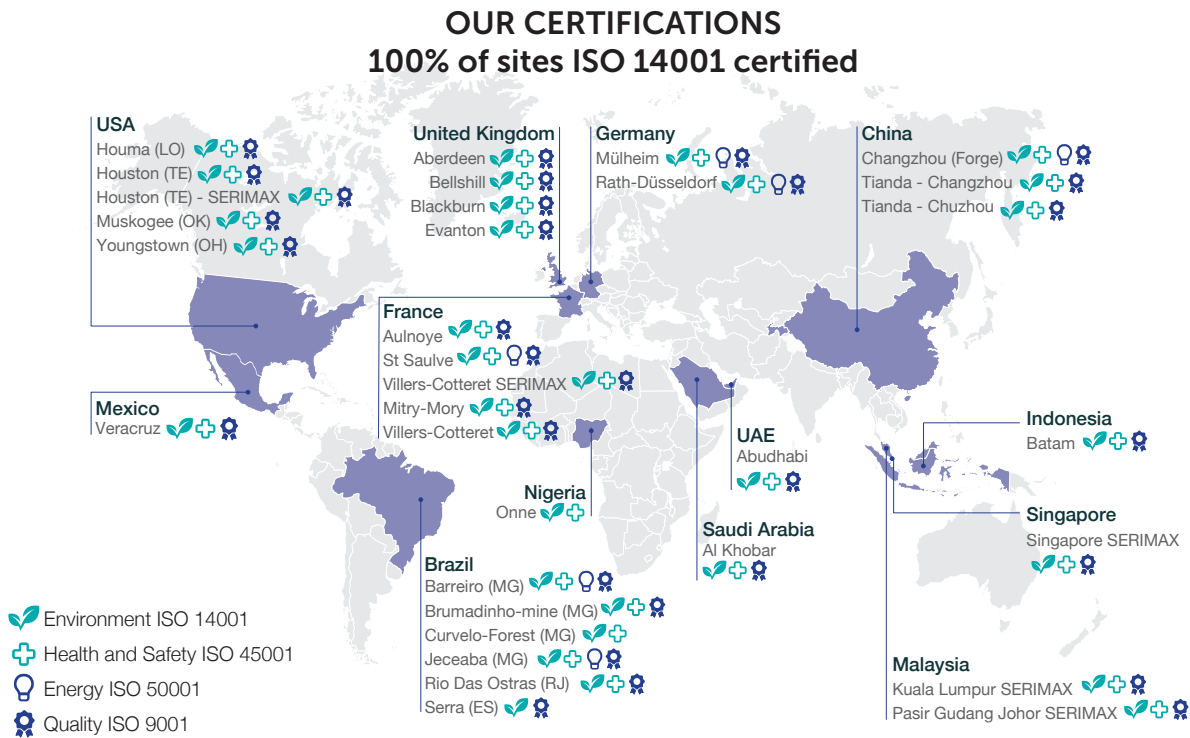 OUR CERTIFICATIONS
100% of sites ISO 14001 certified
USA
Houma (LO)
Houston (TE)
Houston (TE) - SERIMAX
Muskogee (OK)
Youngstown (OH)
United Kingdom
Aberdeen
Bellshill
Blackburn
Evanton
Germany
Mülheim
Rath-Düsseldorf
China
Changzhou (Forge)
Tianda - Changzhou
Tianda - Chuzhou
France
Aulnoye
St Saulve
Villers-Cotteret SERIMAX
Mitry-Mory
Villers-Cotteret
Mexico
Veracruz
UAE
Abudhabi
Indonesia
Batam
Nigeria
Onne
Saudi Arabia
Al Khobar
Singapore
Singapore SERIMAX
Brazil
Barreiro (MG)
Brumadinho-mine (MG)
Curvelo-Forest (MG)
Jeceaba (MG)
Rio Das Ostras (RJ)
Serra (ES)
Malaysia
Kuala Lumpur SERIMAX
Pasir Gudang Johor SERIMAX
Environment ISO 14001
Health and Safety ISO 45001
Energy ISO 50001
Quality ISO 9001